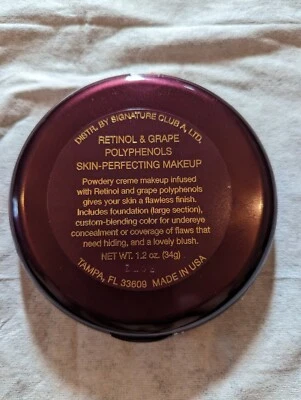 DISTR. BY SIGNATURE CLUB A, LTD.
RETINOL & GRAPE
POLYPHENOLS
SKIN-PERFECTING MAKEUP
Powdery creme makeup infused
with Retinol and grape polyphenols
gives your skin a flawless finish.
Includes foundation (large section),
custom-blending color for undereye
concealment or coverage of flaws that
need hiding, and a lovely blush.
NET WT. 1.2 oz. (34g)
TAMPA, FL 33609 MADE IN USA